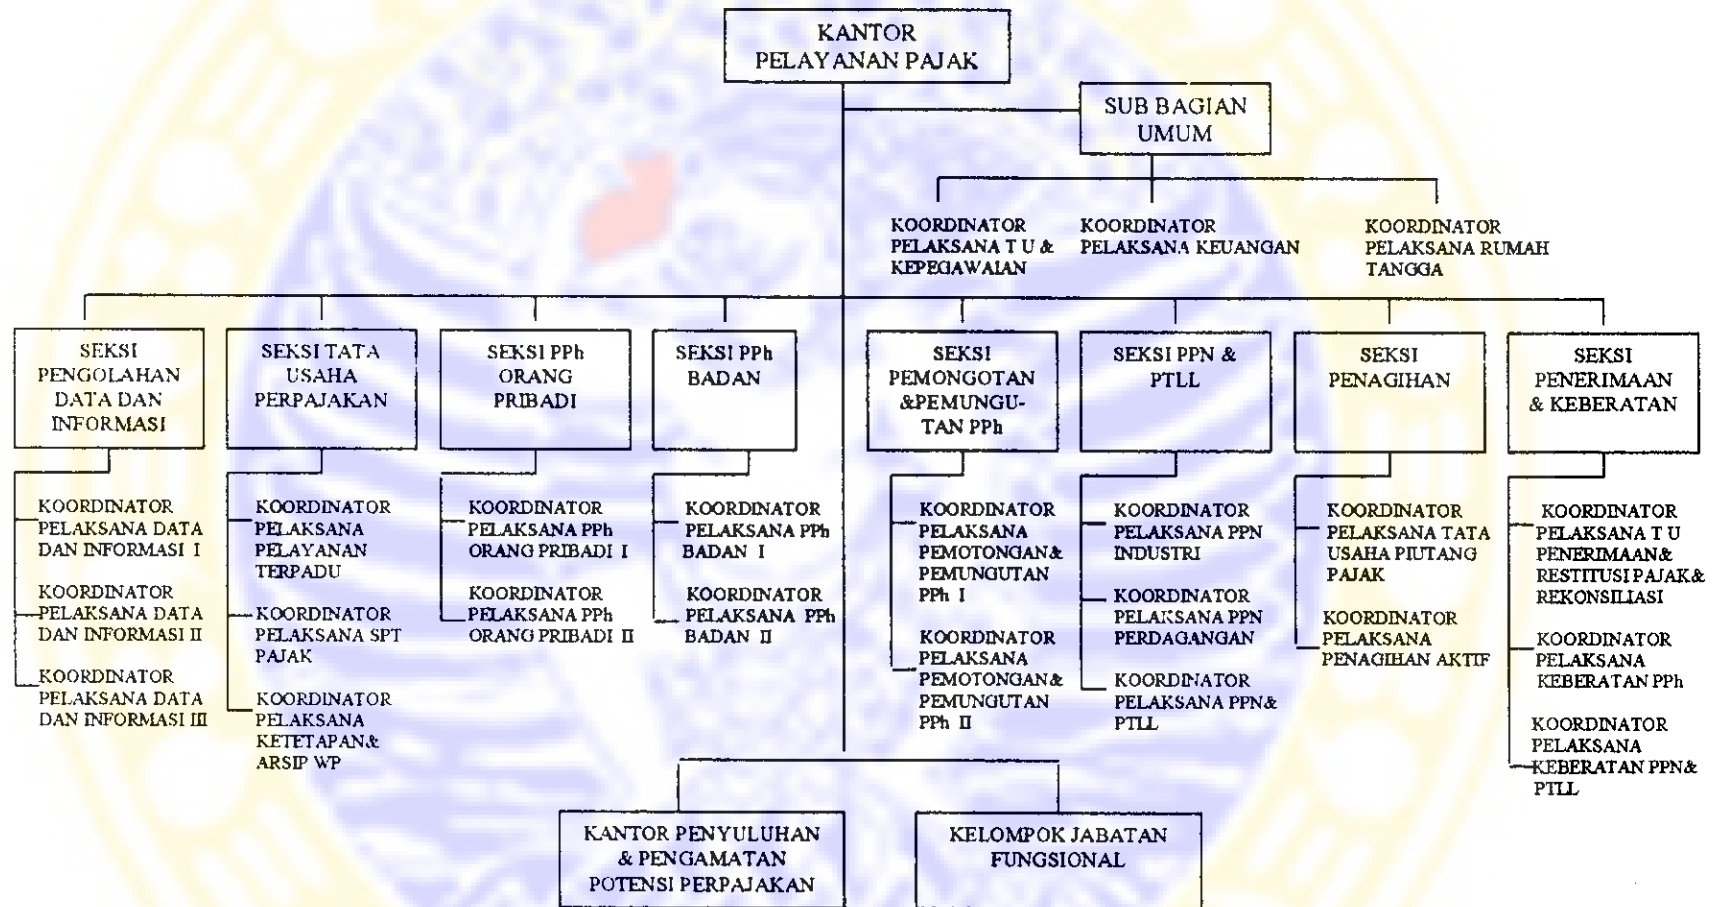 KANTOR
PELAYANAN PAJAK
SUB BAGIAN
UMUM
KOORDINATOR
PELAKSANA T U &
KEPEGAWAIAN
KOORDINATOR
PELAKSANA KEUANGAN
KOORDINATOR
PELAKSANA RUMAH
TANGGA
SEKSI
PENGOLAHAN
DATA DAN
INFORMASI
SEKSI TATA
USAHA
PERPAJAKAN
SEKSI PPh
ORANG
PRIBADI
SEKSI PPh
BADAN
SEKSI
PEMONGOTAN
&PEMUNGU-
TAN PPh
SEKSI PPN &
PTLL
SEKSI
PENAGIHAN
SEKSI
PENERIMAAN
& KEBERATAN
KOORDINATOR
PELAKSANA DATA
DAN INFORMASI I
KOORDINATOR
PELAKSANA DATA
DAN INFORMASI II
KOORDINATOR
PELAKSANA DATA
DAN INFORMASI III
KOORDINATOR
PELAKSANA
PELAYANAN
TERPADU
KOORDINATOR
PELAKSANA SPT
PAJAK
KOORDINATOR
PELAKSANA
KETETAPAN&
ARSIP WP
KOORDINATOR
PELAKSANA PPh
ORANG PRIBADI I
KOORDINATOR
PELAKSANA PPh
ORANG PRIBADI II
KOORDINATOR
PELAKSANA PPh
BADAN I
KOORDINATOR
PELAKSANA PPh
BADAN II
KOORDINATOR
PELAKSANA
PEMOTONGAN&
PEMUNGUTAN
PPh I
KOORDINATOR
PELAKSANA
PEMOTONGAN&
PEMUNGUTAN
PPh II
KOORDINATOR
PELAKSANA PPN
INDUSTRI
KOORDINATOR
PELAKSANA PPN
PERDAGANGAN
KOORDINATOR
PELAKSANA PPN&
PTLL
KOORDINATOR
PELAKSANA TATA
USAHA PIUTANG
PAJAK
KOORDINATOR
PELAKSANA
PENAGIHAN AKTIF
KOORDINATOR
PELAKSANA T U
PENERIMAAN&
RESTITUSI PAJAK&
REKONSILIASI
KOORDINATOR
PELAKSANA
KEBERATAN PPh
KOORDINATOR
PELAKSANA
KEBERATAN PPN&
PTLL
KANTOR PENYULUHAN
& PENGAMATAN
POTENSI PERPAJAKAN
KELOMPOK JABATAN
FUNGSIONAL